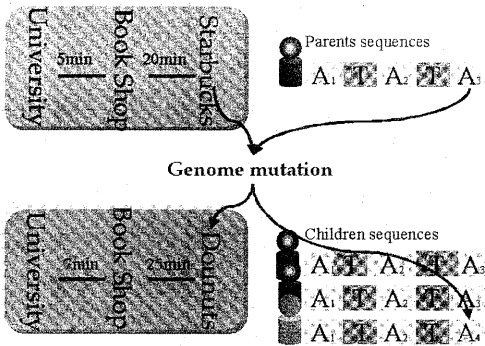 University 5min Book Shop 20min Starbucks
Parents sequences
A1 T A2 T A3
Genome mutation
University 7min Book Shop 25min Dounuts
Children sequences
A1 T A2 T A3
A1 T A2 T A3
A1 T A2 T A4